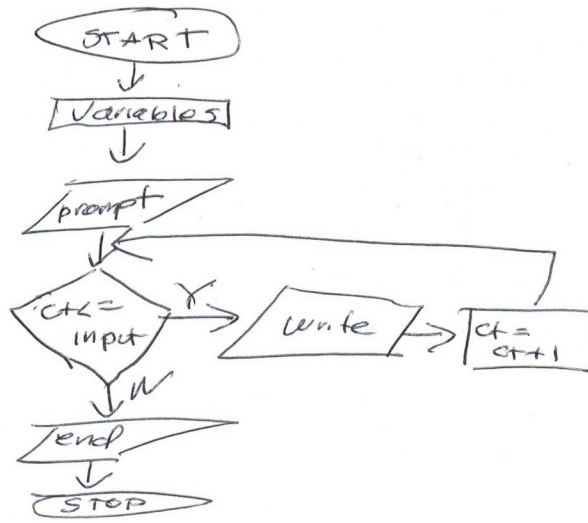 START
Variables
prompt
ct<=
input
Y
write
ct=
ct+1
N
end
STOP